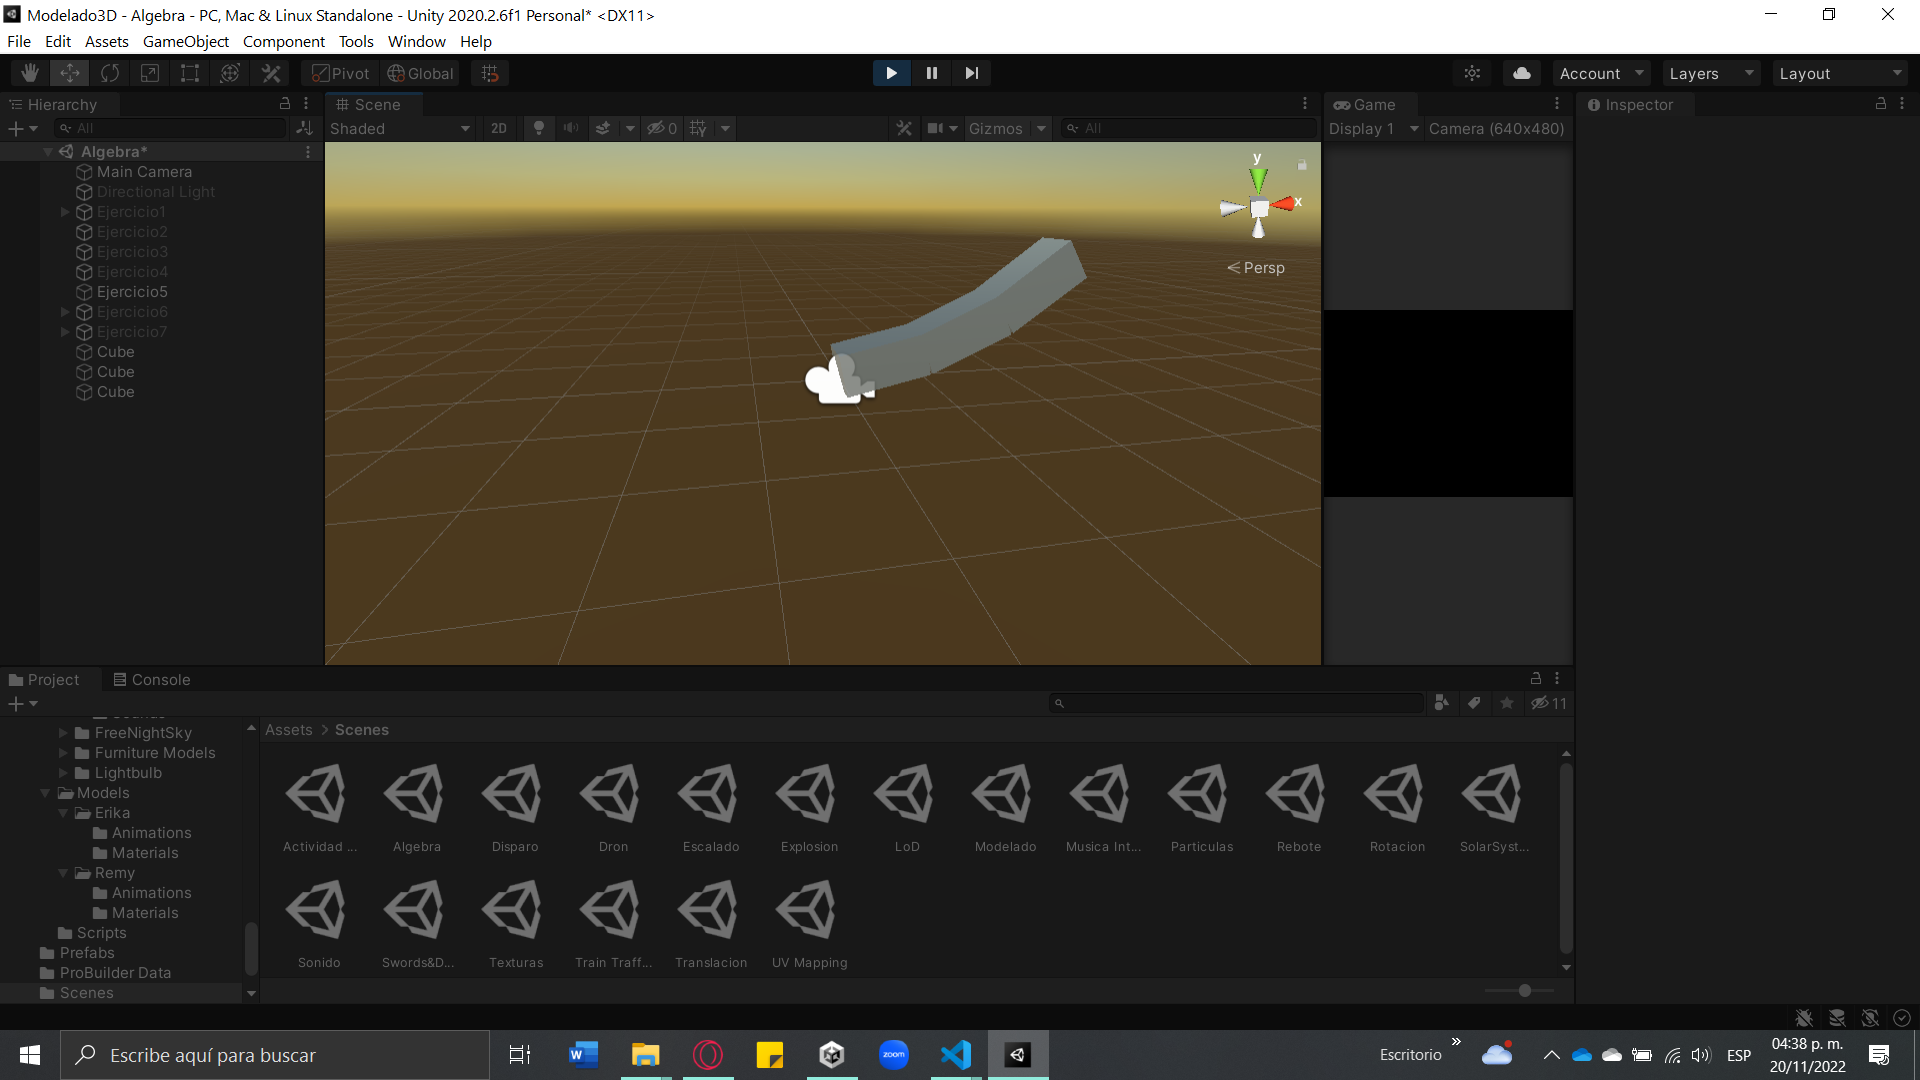 Modelado3D - Algebra - PC, Mac & Linux Standalone - Unity 2020.2.6f1 Personal* <DX11>
File Edit Assets GameObject Component Tools Window Help
Pivot Global Account Layers Layout
Hierarchy Scene Game Inspector
All Shaded 2D 0 Gizmos All Display 1 Camera (640x480)
Algebra*
Main Camera
Directional Light
Ejercicio1
Ejercicio2
Ejercicio3
Ejercicio4
Ejercicio5
Ejercicio6
Ejercicio7
Cube
Cube
Cube
y
x
Persp
Project Console
11
FreeNightSky
Furniture Models
Lightbulb
Models
Erika
Animations
Materials
Remy
Animations
Materials
Scripts
Prefabs
ProBuilder Data
Scenes
Assets > Scenes
Actividad ... Algebra Disparo Dron Escalado Explosion LoD Modelado Musica Int... Particulas Rebote Rotacion SolarSyst...
Sonido Swords&D... Texturas Train Traff... Translacion UV Mapping
Escribe aquí para buscar
W
zoom
Escritorio
»
ESP
04:38 p. m.
20/11/2022